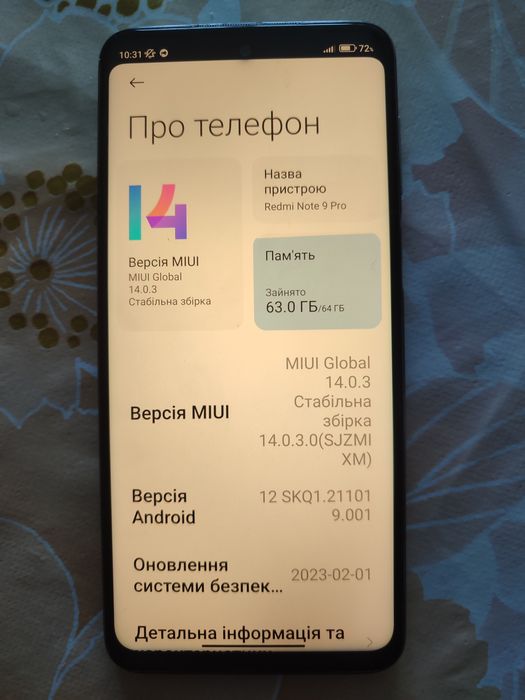 10:31
72%
Про телефон
14
Версія MIUI
MIUI Global
14.0.3
Стабільна збірка
Назва
пристрою
Redmi Note 9 Pro
Пам'ять
Зайнято
63.0 ГБ/64 ГБ
Версія MIUI
MIUI Global
14.0.3
Стабільна
збірка
14.0.3.0(SJZMI
XM)
Версія
Android
12 SKQ1.21101
9.001
Оновлення
системи безпек...
2023-02-01
Детальна інформація та